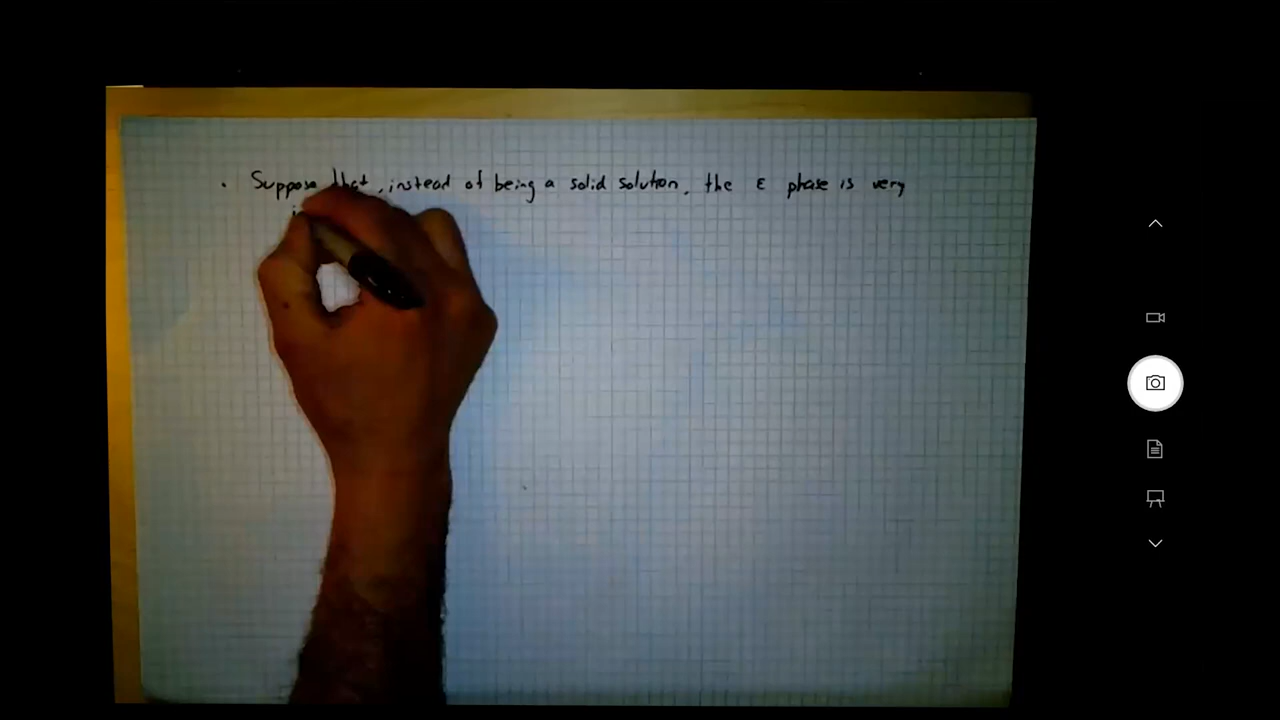 · Suppose that, instead of being a solid solution, the ε phase is very